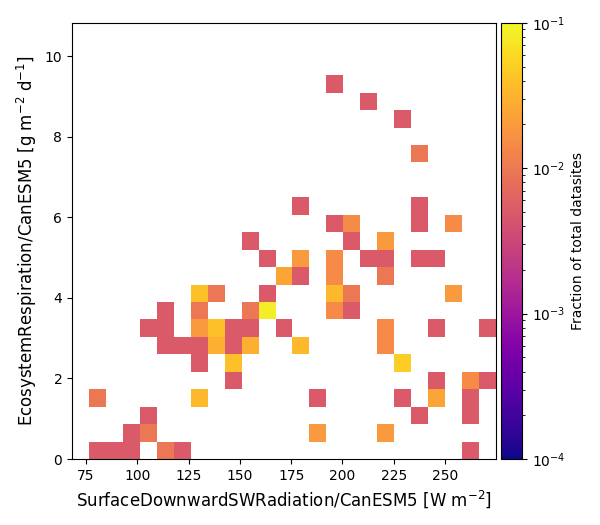 EcosystemRespiration/CanESM5 [g m⁻² d⁻¹]
10
8
6
4
2
0
75 100 125 150 175 200 225 250
SurfaceDownwardSWRadiation/CanESM5 [W m⁻²]
10⁻¹
10⁻²
10⁻³
10⁻⁴
Fraction of total datasites